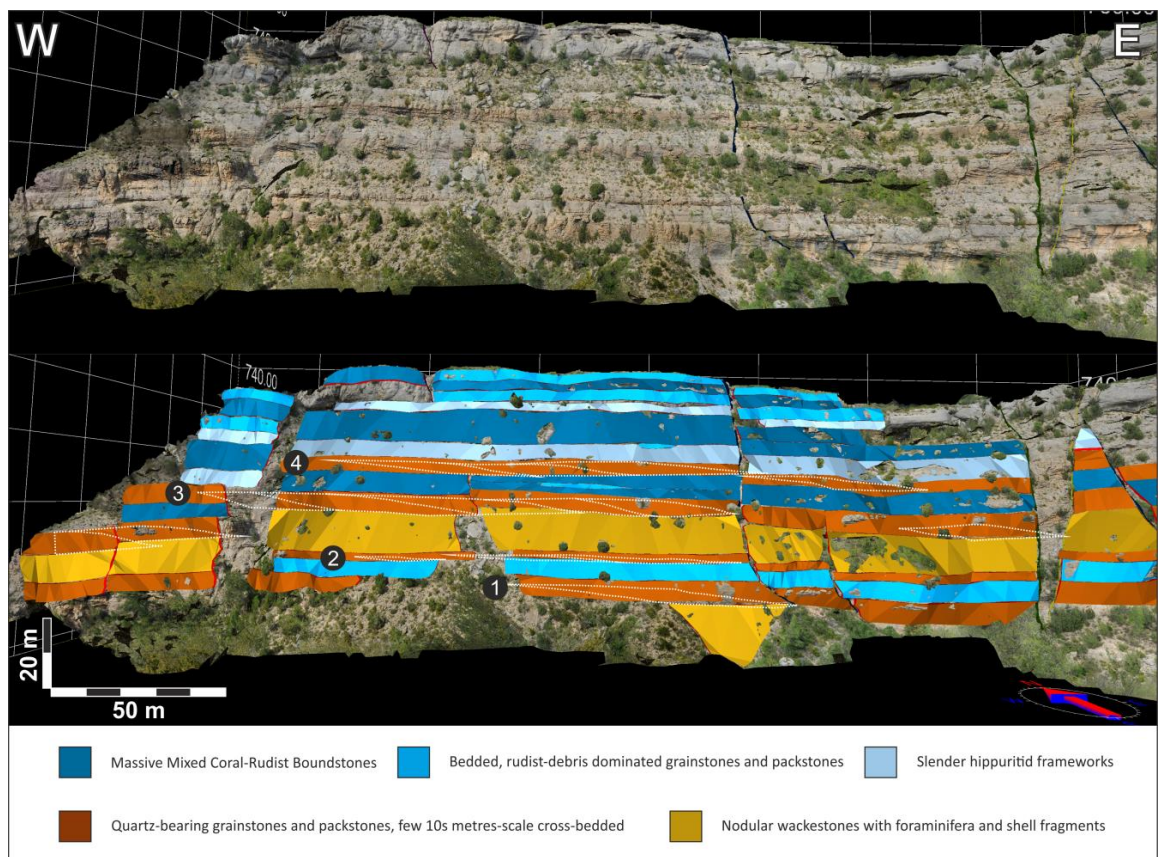 W
E
740.00
4
3
2
1
20 m
50 m
Massive Mixed Coral-Rudist Boundstones
Bedded, rudist-debris dominated grainstones and packstones
Slender hippuritid frameworks
Quartz-bearing grainstones and packstones, few 10s metres-scale cross-bedded
Nodular wackestones with foraminifera and shell fragments